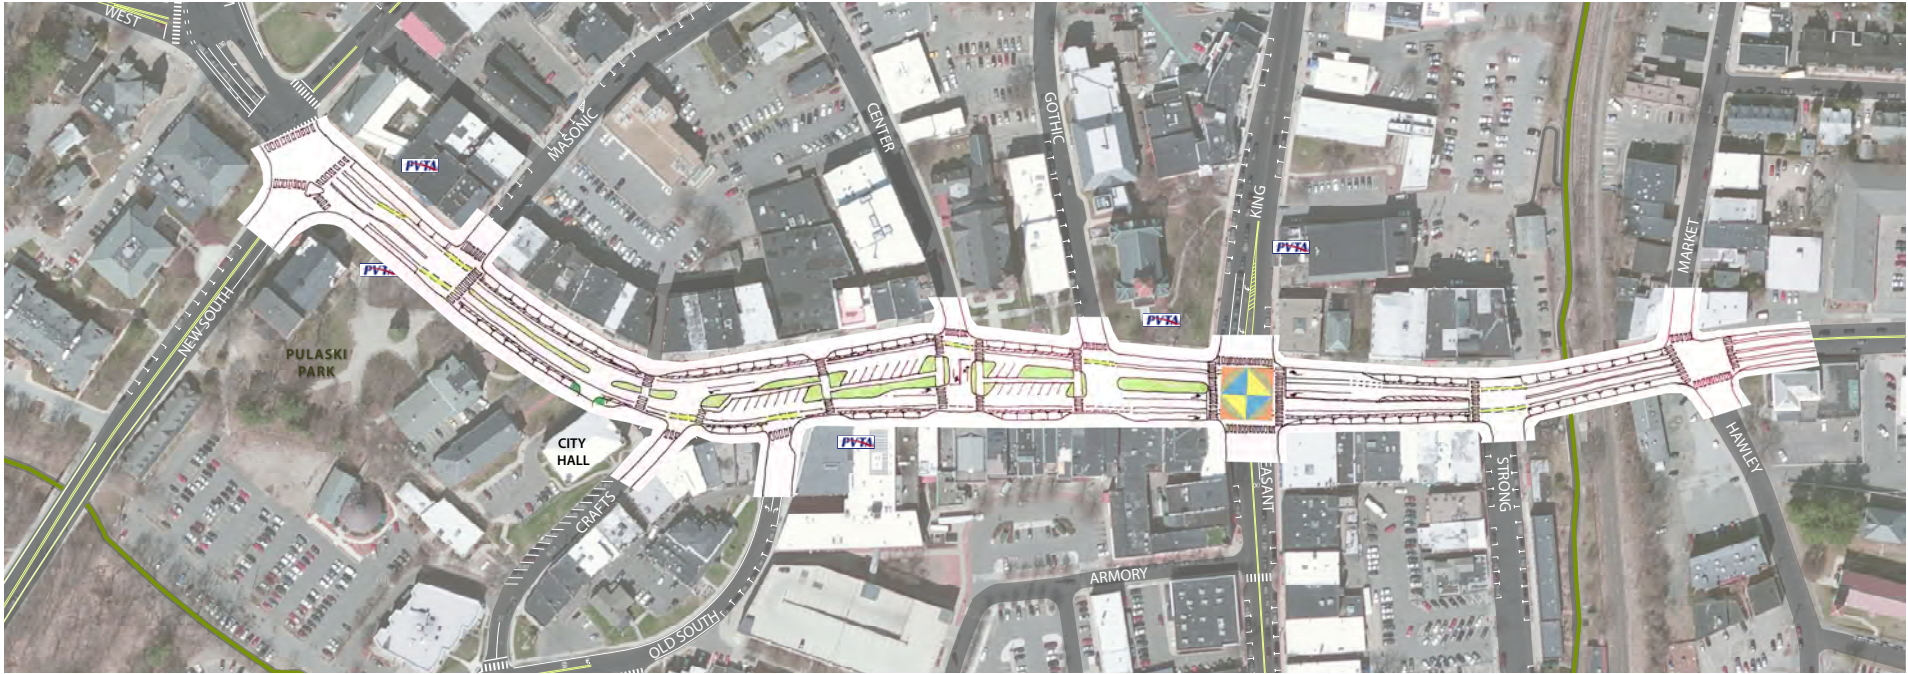 WEST
MASONIC
CENTER
GOTHIC
KING
MARKET
PVTA
PVTA
PVTA
PVTA
PVTA
NEW SOUTH
PULASKI
PARK
CITY
HALL
CRAFTS
OLD SOUTH
ARMORY
EASANT
STRONG
HAWLEY